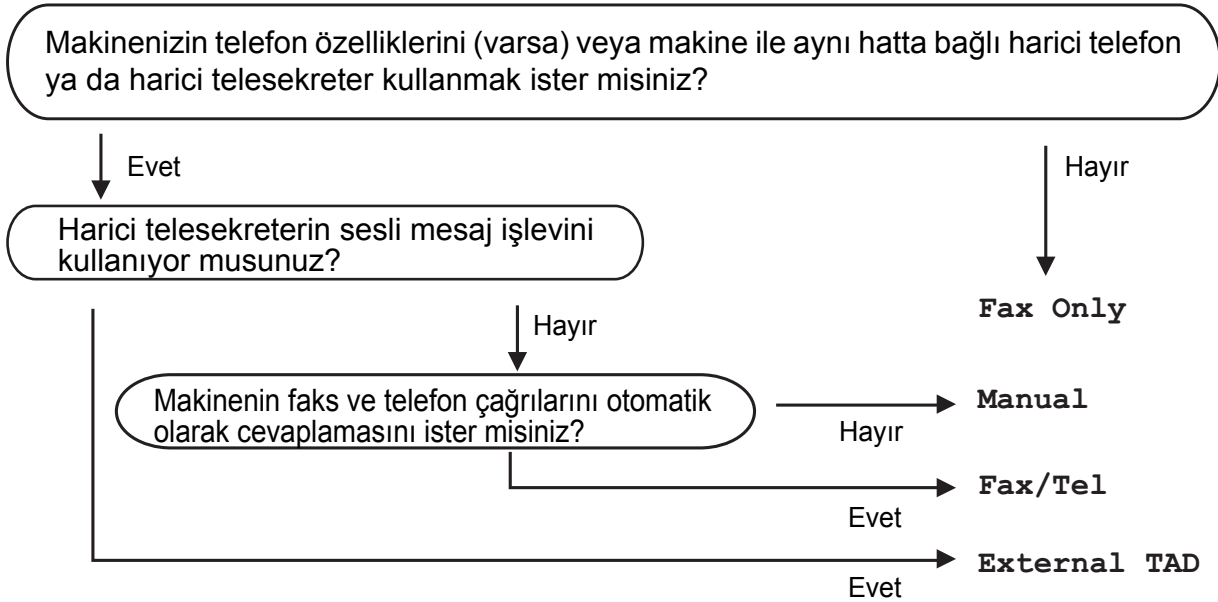 Makinenizin telefon özelliklerini (varsa) veya makine ile aynı hatta bağlı harici telefon
ya da harici telesekreter kullanmak ister misiniz?
Evet
Hayır
Harici telesekreterin sesli mesaj işlevini
kullanıyor musunuz?
Fax Only
Hayır
Makinenin faks ve telefon çağrılarını otomatik
olarak cevaplamasını ister misiniz?
Manual
Hayır
Fax/Tel
Evet
External TAD
Evet